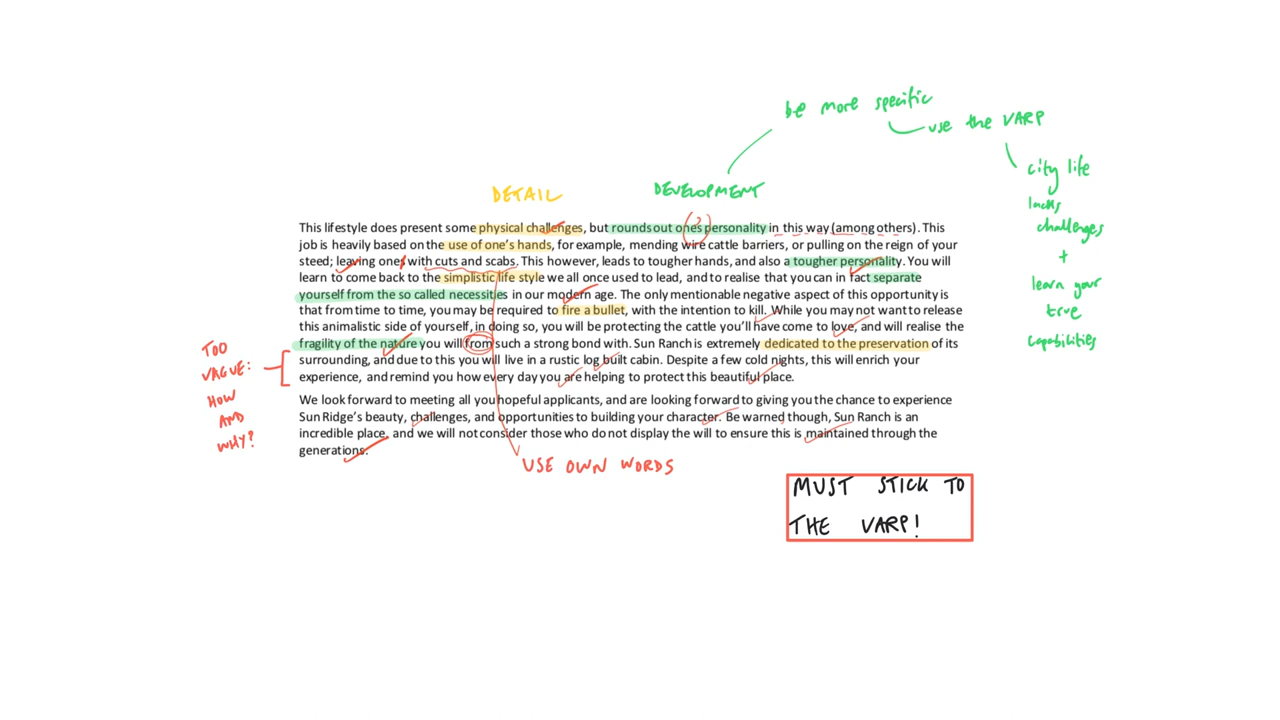 be more specific
use the VARP
city life
lacks
challenges
+
learn your
true
capabilities
DETAIL
DEVELOPMENT
This lifestyle does present some physical challenges, but rounds out ones personality in this way (among others). This
job is heavily based on the use of one's hands, for example, mending wire cattle barriers, or pulling on the reign of your
steed; leaving ones with cuts and scabs. This however, leads to tougher hands, and also a tougher personality. You will
learn to come back to the simplistic life style we all once used to lead, and to realise that you can in fact separate
yourself from the so called necessities in our modern age. The only mentionable negative aspect of this opportunity is
that from time to time, you may be required to fire a bullet, with the intention to kill. While you may not want to release
this animalistic side of yourself, in doing so, you will be protecting the cattle you'll have come to love, and will realise the
fragility of the nature you will from such a strong bond with. Sun Ranch is extremely dedicated to the preservation of its
surrounding, and due to this you will live in a rustic log built cabin. Despite a few cold nights, this will enrich your
experience, and remind you how every day you are helping to protect this beautiful place.
TOO
VAGUE:
HOW
AND
WHY?
We look forward to meeting all you hopeful applicants, and are looking forward to giving you the chance to experience
Sun Ridge's beauty, challenges, and opportunities to building your character. Be warned though, Sun Ranch is an
incredible place, and we will not consider those who do not display the will to ensure this is maintained through the
generations.
USE OWN WORDS
MUST STICK TO
THE VARP!